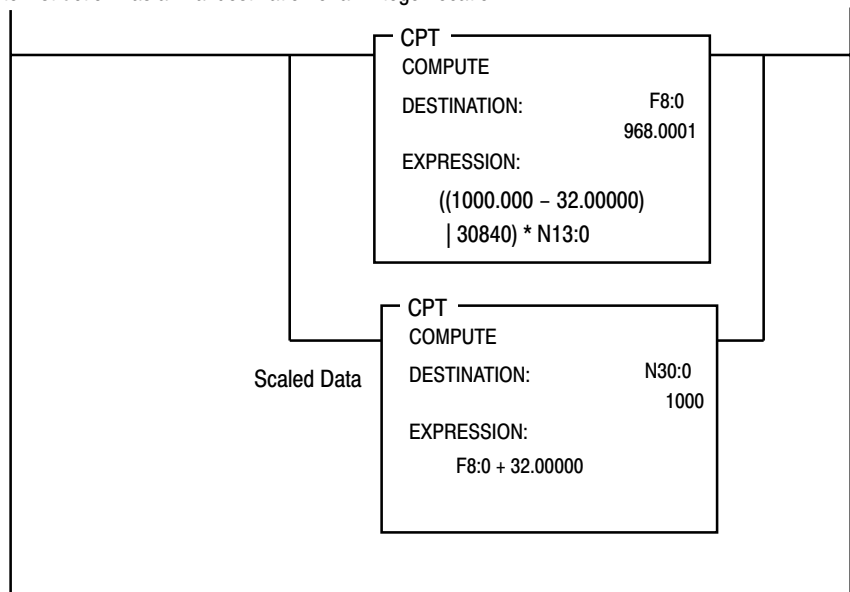 CPT
COMPUTE
DESTINATION: F8:0
968.0001
EXPRESSION:
((1000.000 – 32.00000)
| 30840) * N13:0
CPT
COMPUTE
Scaled Data DESTINATION: N30:0
1000
EXPRESSION:
F8:0 + 32.00000